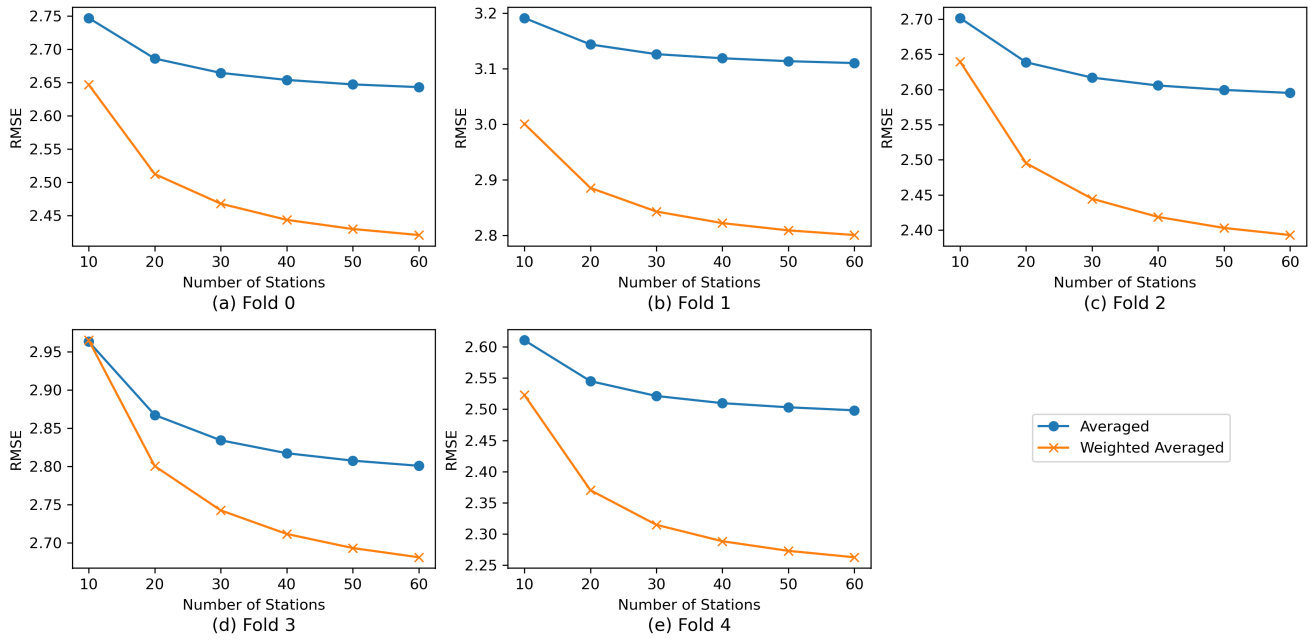 2.75
2.70
2.65
2.60
2.55
2.50
2.45
RMSE
10 20 30 40 50 60
Number of Stations
(a) Fold 0
3.2
3.1
3.0
2.9
2.8
RMSE
10 20 30 40 50 60
Number of Stations
(b) Fold 1
2.70
2.65
2.60
2.55
2.50
2.45
2.40
RMSE
10 20 30 40 50 60
Number of Stations
(c) Fold 2
2.95
2.90
2.85
2.80
2.75
2.70
RMSE
10 20 30 40 50 60
Number of Stations
(d) Fold 3
2.60
2.55
2.50
2.45
2.40
2.35
2.30
2.25
RMSE
10 20 30 40 50 60
Number of Stations
(e) Fold 4
Averaged
Weighted Averaged